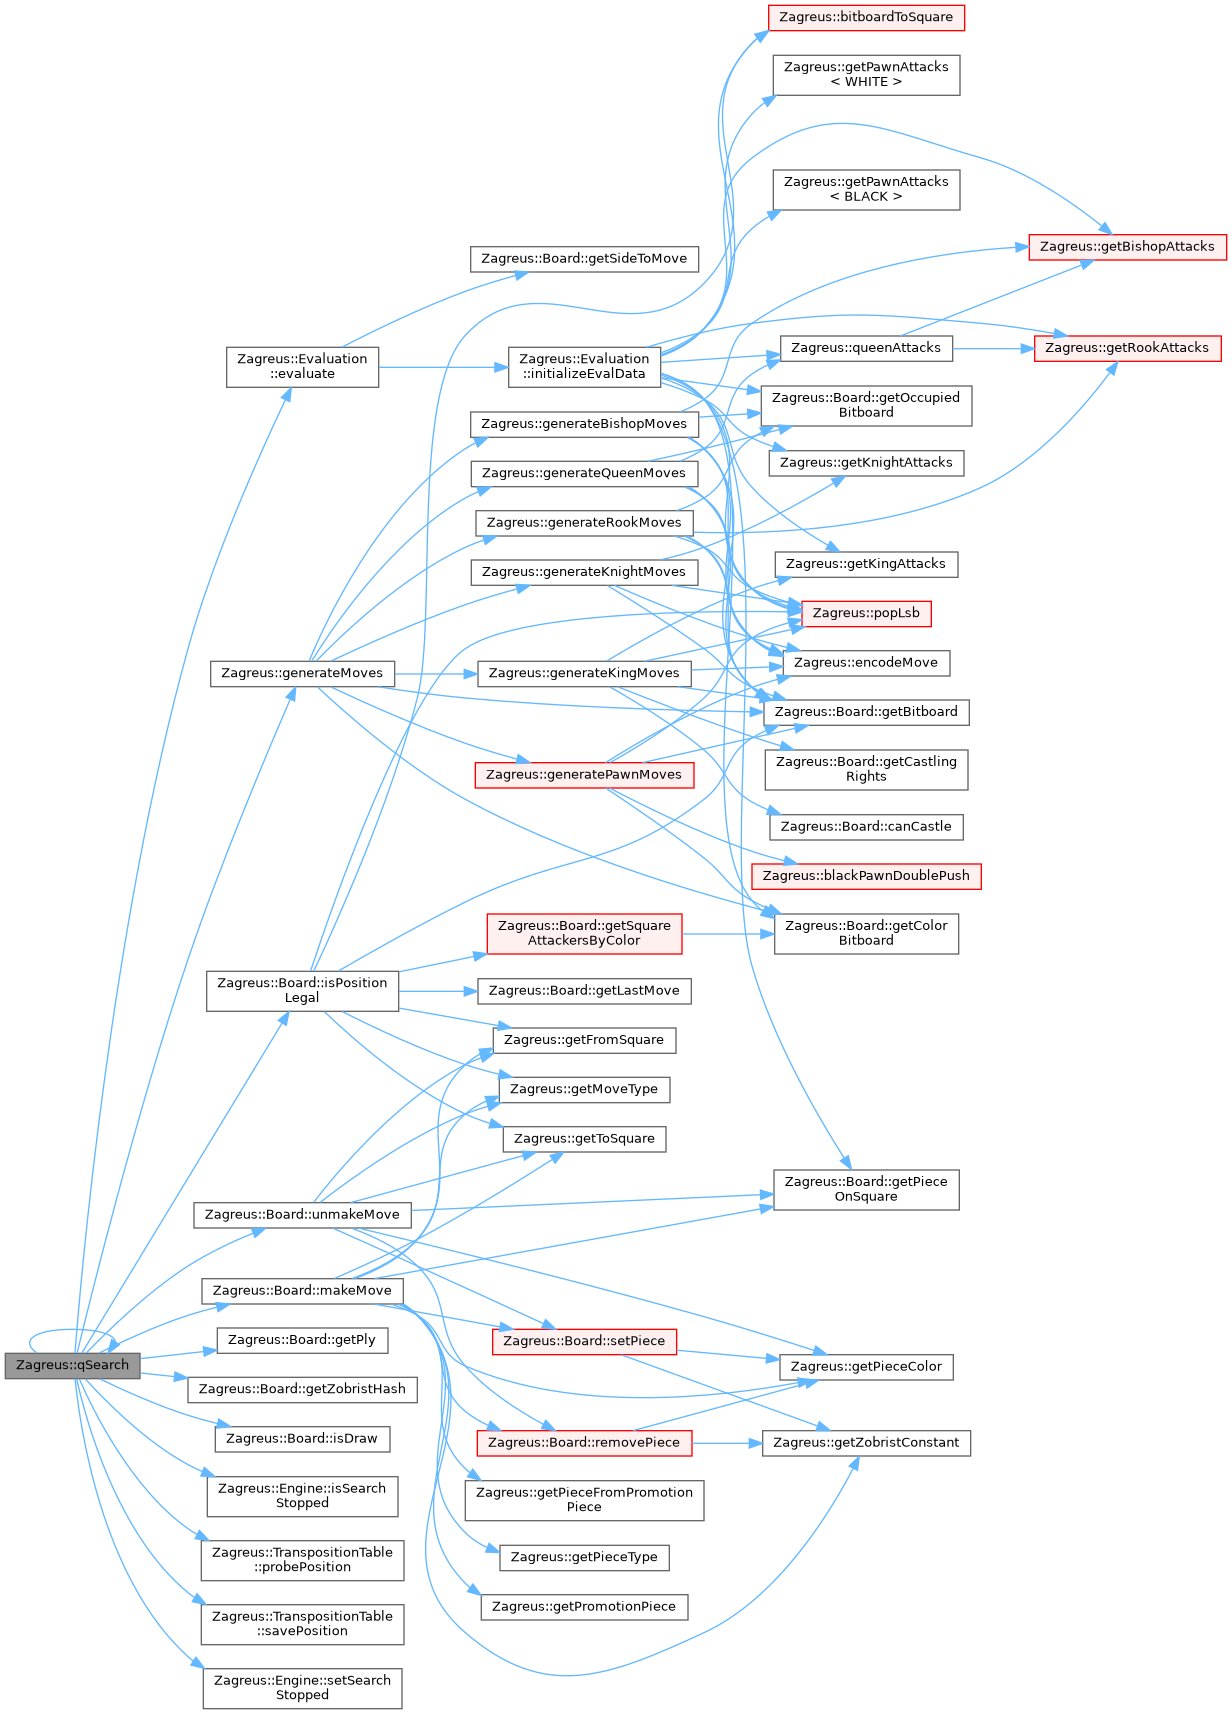 Zagreus::bitboardToSquare
Zagreus::getPawnAttacks
< WHITE >
Zagreus::getPawnAttacks
< BLACK >
Zagreus::getBishopAttacks
Zagreus::Board::getSideToMove
Zagreus::queenAttacks
Zagreus::getRookAttacks
Zagreus::Evaluation
::evaluate
Zagreus::Evaluation
::initializeEvalData
Zagreus::Board::getOccupied
Bitboard
Zagreus::generateBishopMoves
Zagreus::getKnightAttacks
Zagreus::generateQueenMoves
Zagreus::generateRookMoves
Zagreus::getKingAttacks
Zagreus::generateKnightMoves
Zagreus::popLsb
Zagreus::encodeMove
Zagreus::generateMoves
Zagreus::generateKingMoves
Zagreus::Board::getBitboard
Zagreus::Board::getCastling
Rights
Zagreus::generatePawnMoves
Zagreus::Board::canCastle
Zagreus::blackPawnDoublePush
Zagreus::Board::getSquare
AttackersByColor
Zagreus::Board::getColor
Bitboard
Zagreus::Board::isPosition
Legal
Zagreus::Board::getLastMove
Zagreus::getFromSquare
Zagreus::getMoveType
Zagreus::getToSquare
Zagreus::Board::getPiece
OnSquare
Zagreus::Board::unmakeMove
Zagreus::Board::makeMove
Zagreus::Board::getPly
Zagreus::Board::setPiece
Zagreus::qSearch
Zagreus::getPieceColor
Zagreus::Board::getZobristHash
Zagreus::Board::isDraw
Zagreus::Board::removePiece
Zagreus::getZobristConstant
Zagreus::Engine::isSearch
Stopped
Zagreus::getPieceFromPromotion
Piece
Zagreus::TranspositionTable
::probePosition
Zagreus::getPieceType
Zagreus::getPromotionPiece
Zagreus::TranspositionTable
::savePosition
Zagreus::Engine::setSearch
Stopped